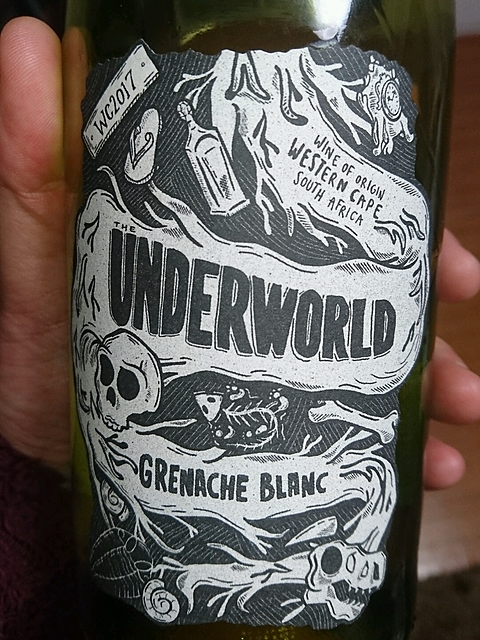 WC2017
WINE OF ORIGIN
WESTERN CAPE
SOUTH AFRICA
THE
UNDERWORLD
GRENACHE BLANC